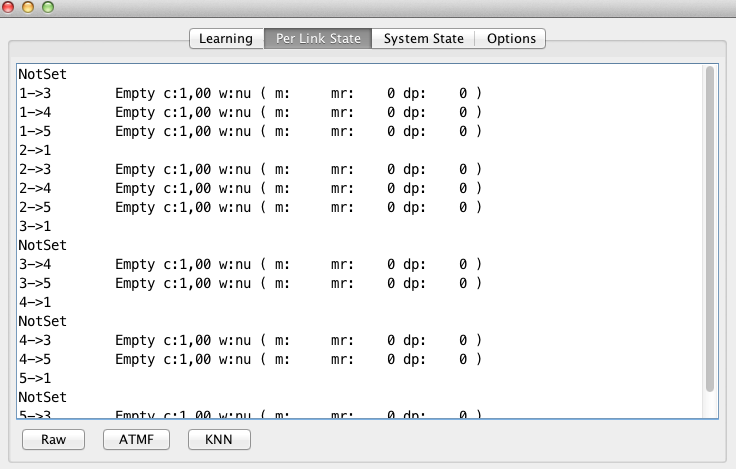 Learning Per Link State System State Options
NotSet
1->3 Empty c:1,00 w:nu ( m: mr: 0 dp: 0 )
1->4 Empty c:1,00 w:nu ( m: mr: 0 dp: 0 )
1->5 Empty c:1,00 w:nu ( m: mr: 0 dp: 0 )
2->1
2->3 Empty c:1,00 w:nu ( m: mr: 0 dp: 0 )
2->4 Empty c:1,00 w:nu ( m: mr: 0 dp: 0 )
2->5 Empty c:1,00 w:nu ( m: mr: 0 dp: 0 )
3->1
NotSet
3->4 Empty c:1,00 w:nu ( m: mr: 0 dp: 0 )
3->5 Empty c:1,00 w:nu ( m: mr: 0 dp: 0 )
4->1
NotSet
4->3 Empty c:1,00 w:nu ( m: mr: 0 dp: 0 )
4->5 Empty c:1,00 w:nu ( m: mr: 0 dp: 0 )
5->1
NotSet
5->3 Empty c:1,00 w:nu ( m: mr: 0 dp: 0 )
Raw ATMF KNN